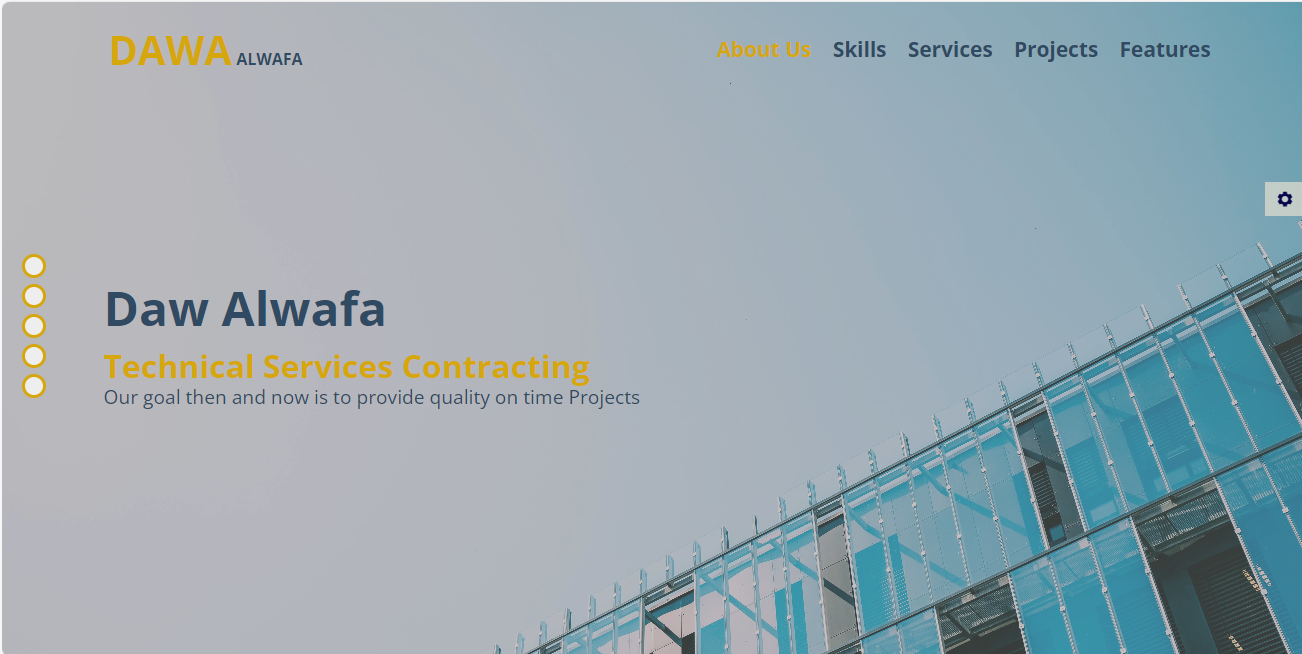 DAWA ALWAFA
About Us Skills Services Projects Features
Daw Alwafa
Technical Services Contracting
Our goal then and now is to provide quality on time Projects